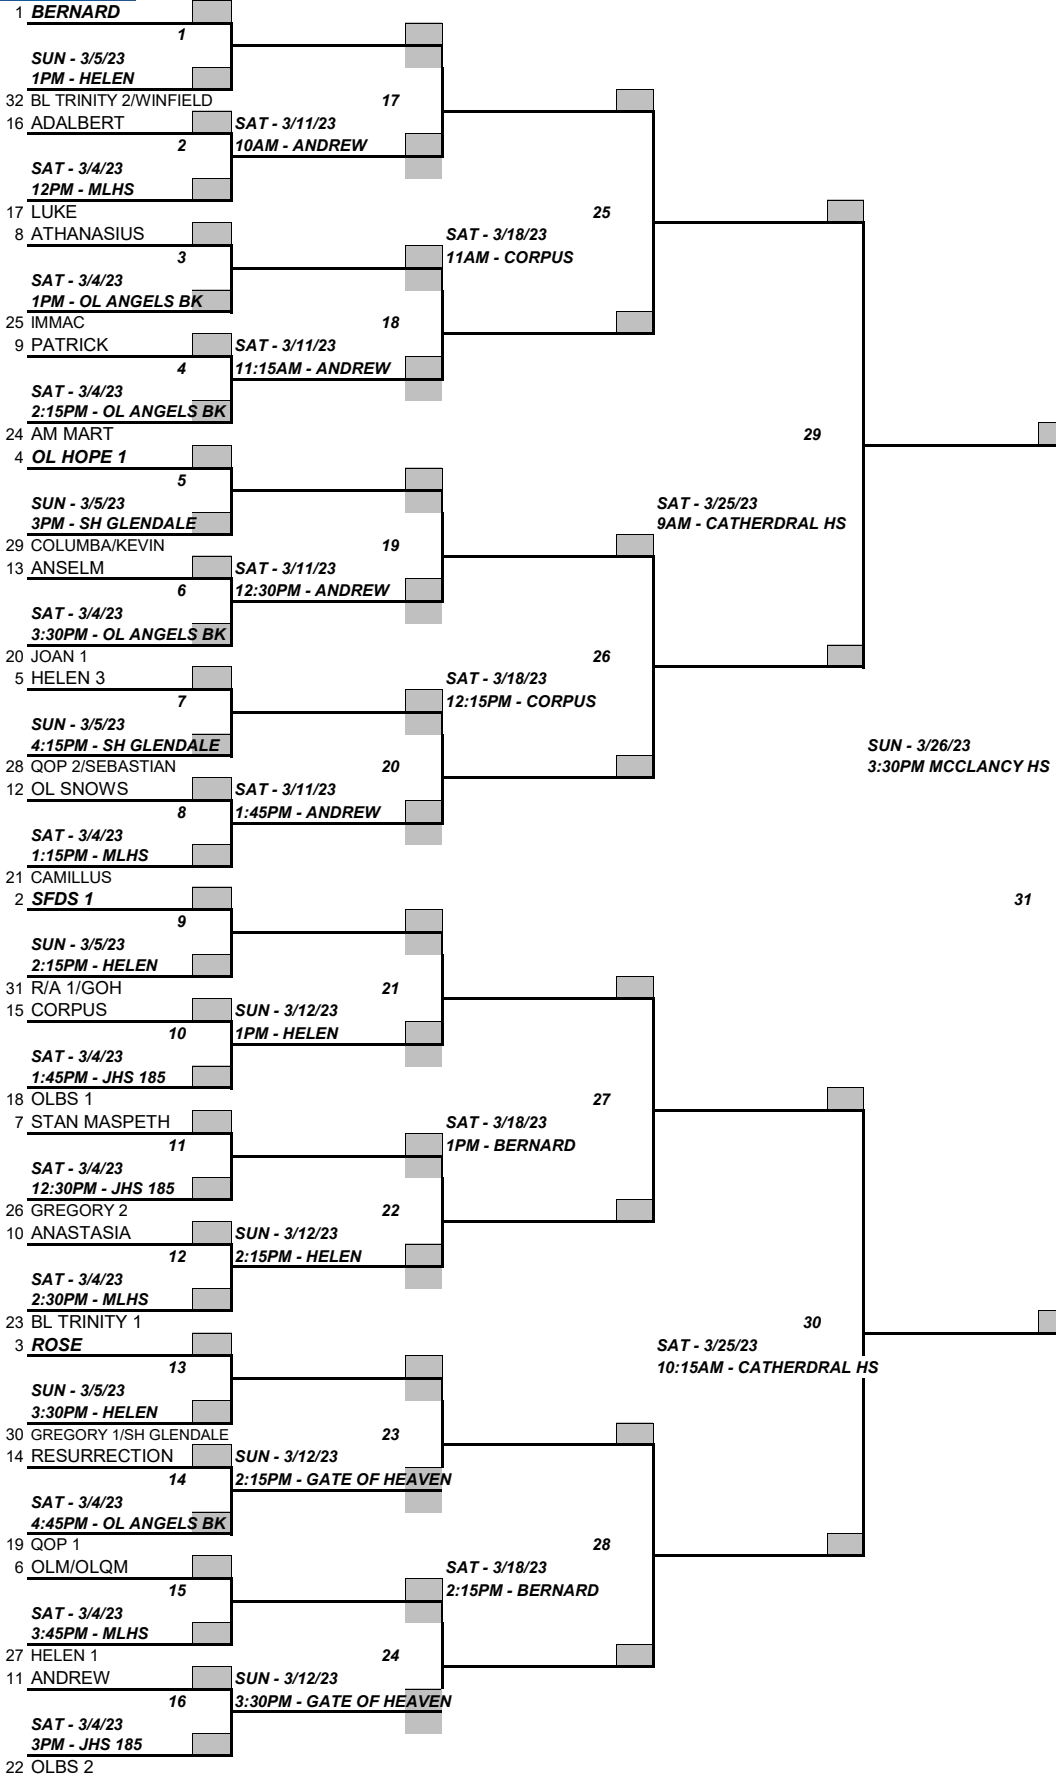 1 BERNARD
1
SUN - 3/5/23
1PM - HELEN
32 BL TRINITY 2/WINFIELD
17
16 ADALBERT
SAT - 3/11/23
2
10AM - ANDREW
SAT - 3/4/23
12PM - MLHS
17 LUKE
25
8 ATHANASIUS
SAT - 3/18/23
3
11AM - CORPUS
SAT - 3/4/23
1PM - OL ANGELS BK
25 IMMAC
18
9 PATRICK
SAT - 3/11/23
4
11:15AM - ANDREW
SAT - 3/4/23
2:15PM - OL ANGELS BK
24 AM MART
29
4 OL HOPE 1
5
SUN - 3/5/23
SAT - 3/25/23
3PM - SH GLENDALE
9AM - CATHERDRAL HS
29 COLUMBA/KEVIN
19
13 ANSELM
SAT - 3/11/23
6
12:30PM - ANDREW
SAT - 3/4/23
3:30PM - OL ANGELS BK
20 JOAN 1
26
5 HELEN 3
SAT - 3/18/23
7
12:15PM - CORPUS
SUN - 3/5/23
4:15PM - SH GLENDALE
SUN - 3/26/23
28 QOP 2/SEBASTIAN
20
3:30PM MCCLANCY HS
12 OL SNOWS
SAT - 3/11/23
8
1:45PM - ANDREW
SAT - 3/4/23
1:15PM - MLHS
21 CAMILLUS
2 SFDS 1
31
9
SUN - 3/5/23
2:15PM - HELEN
31 R/A 1/GOH
21
15 CORPUS
SUN - 3/12/23
10
1PM - HELEN
SAT - 3/4/23
1:45PM - JHS 185
18 OLBS 1
27
7 STAN MASPETH
SAT - 3/18/23
11
1PM - BERNARD
SAT - 3/4/23
12:30PM - JHS 185
26 GREGORY 2
22
10 ANASTASIA
SUN - 3/12/23
12
2:15PM - HELEN
SAT - 3/4/23
2:30PM - MLHS
23 BL TRINITY 1
30
3 ROSE
SAT - 3/25/23
13
10:15AM - CATHERDRAL HS
SUN - 3/5/23
3:30PM - HELEN
30 GREGORY 1/SH GLENDALE
23
14 RESURRECTION
SUN - 3/12/23
14
2:15PM - GATE OF HEAVEN
SAT - 3/4/23
4:45PM - OL ANGELS BK
19 QOP 1
28
6 OLM/OLQM
SAT - 3/18/23
15
2:15PM - BERNARD
SAT - 3/4/23
3:45PM - MLHS
27 HELEN 1
24
11 ANDREW
SUN - 3/12/23
16
3:30PM - GATE OF HEAVEN
SAT - 3/4/23
3PM - JHS 185
22 OLBS 2